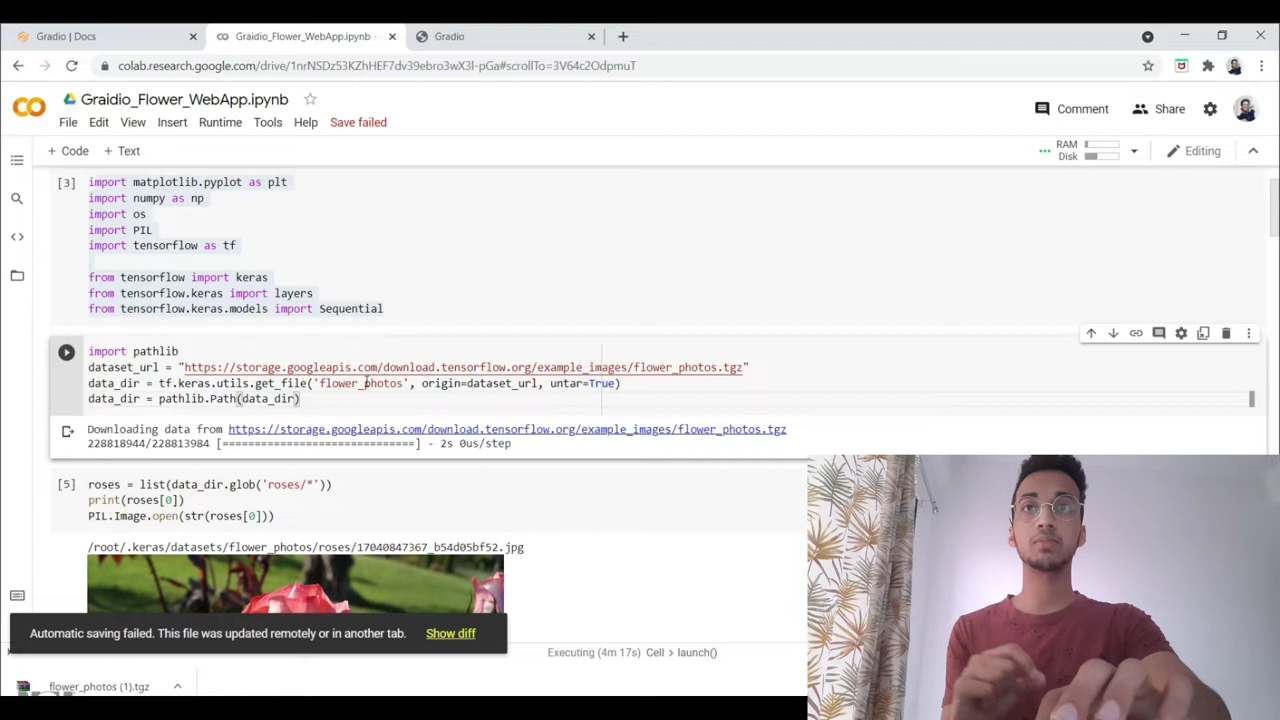 Gradio | Docs
Graidio_Flower_WebApp.ipynb -
Gradio
colab.research.google.com/drive/1nrNSDz53KZhHEF7dv39ebro3wX3l-pGa#scrollTo=3V64c2OdpmuT
Graidio_Flower_WebApp.ipynb
File Edit View Insert Runtime Tools Help Save failed
Comment Share
+ Code + Text
RAM
Disk
Editing
[3] import matplotlib.pyplot as plt
import numpy as np
import os
import PIL
import tensorflow as tf
from tensorflow import keras
from tensorflow.keras import layers
from tensorflow.keras.models import Sequential
import pathlib
dataset_url = "https://storage.googleapis.com/download.tensorflow.org/example_images/flower_photos.tgz"
data_dir = tf.keras.utils.get_file('flower_photos', origin=dataset_url, untar=True)
data_dir = pathlib.Path(data_dir)
Downloading data from https://storage.googleapis.com/download.tensorflow.org/example_images/flower_photos.tgz
228818944/228813984 [==============================] - 2s 0us/step
[5] roses = list(data_dir.glob('roses/*'))
print(roses[0])
PIL.Image.open(str(roses[0]))
/root/.keras/datasets/flower_photos/roses/17040847367_b54d05bf52.jpg
Automatic saving failed. This file was updated remotely or in another tab. Show diff
Executing (4m 17s) Cell > launch()
flower_photos (1).tgz